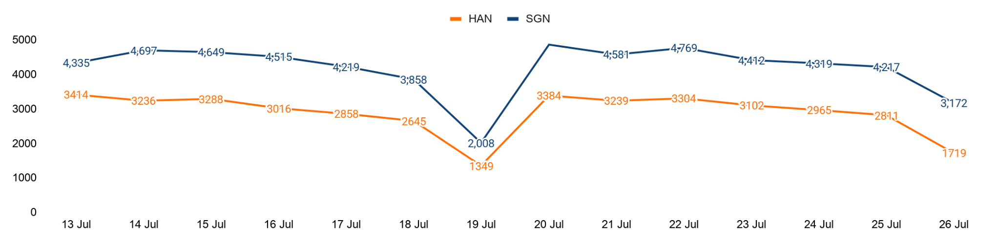 HAN SGN
5000
4000
3000
2000
1000
0
4,335 4,697 4,649 4,515 4,219 3,858 2,008 4,581 4,769 4,412 4,319 4,217 3,172
3414 3236 3288 3016 2858 2645 1349 3384 3239 3304 3102 2965 2811 1719
13 Jul 14 Jul 15 Jul 16 Jul 17 Jul 18 Jul 19 Jul 20 Jul 21 Jul 22 Jul 23 Jul 24 Jul 25 Jul 26 Jul